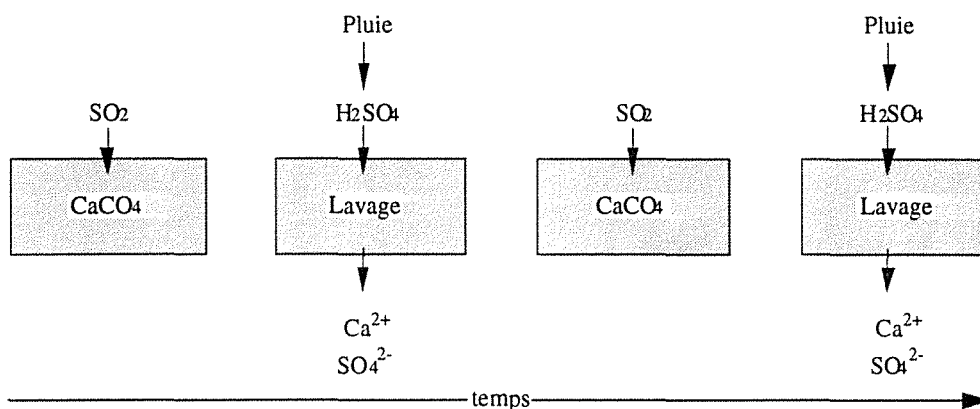 Pluie
Pluie
SO2
H2SO4
SO2
H2SO4
CaCO4
Lavage
CaCO4
Lavage
Ca2+
Ca2+
SO42-
SO42-
temps